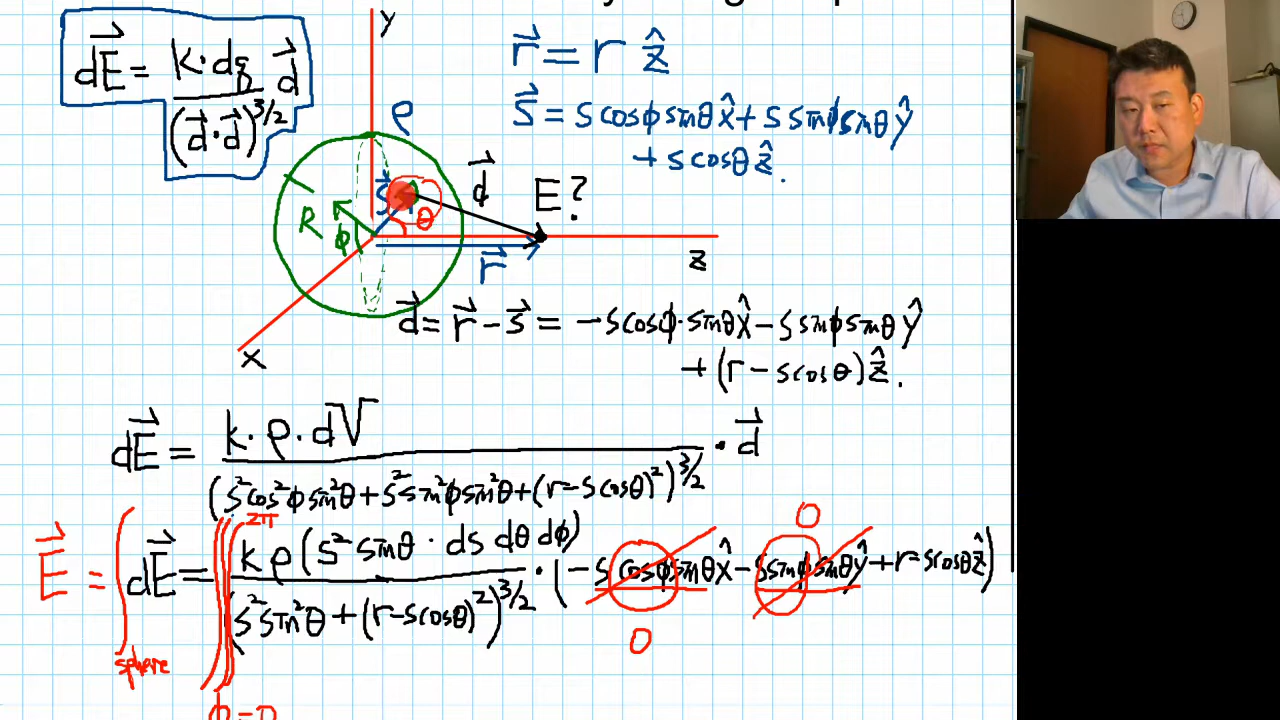 y
dE⃗ = k·dq / (d⃗·d⃗)^3/2 d⃗
r⃗ = r ẑ
s⃗ = s cosφ sinθ x̂ + s sinφ sinθ ŷ
+ s cosθ ẑ.
ρ
s⃗
d⃗
E?
R
φ
θ
r⃗
z
x
d⃗ = r⃗ − s⃗ = −s cosφ·sinθ x̂ − s sinφ sinθ ŷ
+ (r − s cosθ) ẑ.
dE⃗ = k·ρ·dV / (s² cos²φ sin²θ + s² sin²φ sin²θ + (r − s cosθ)²)^3/2 · d⃗
E⃗ = ∫sphere dE⃗ = ∫∫∫ φ=0 2π kρ(s² sinθ · ds dθ dφ) / (s² sin²θ + (r − s cosθ)²)^3/2 · (−s cosφ sinθ x̂ − s sinφ sinθ ŷ + r − s cosθ ẑ)
0
0